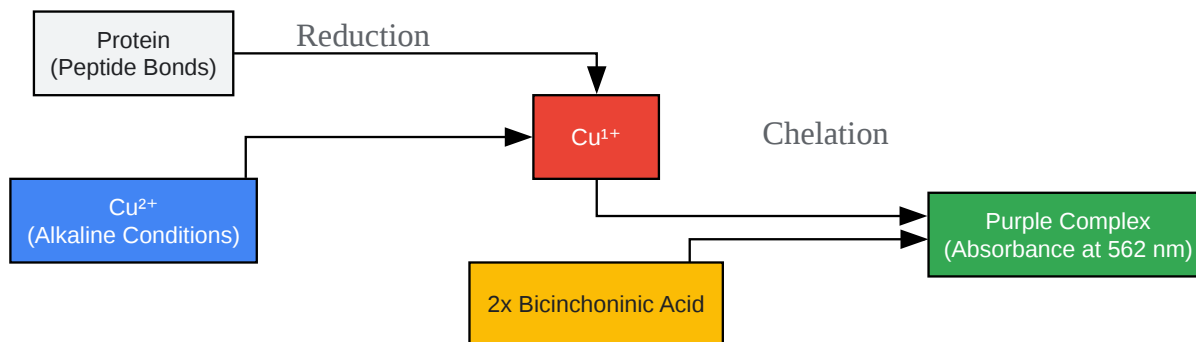 Protein
(Peptide Bonds)
Reduction
Cu¹⁺
Chelation
Cu²⁺
(Alkaline Conditions)
Purple Complex
(Absorbance at 562 nm)
2x Bicinchoninic Acid